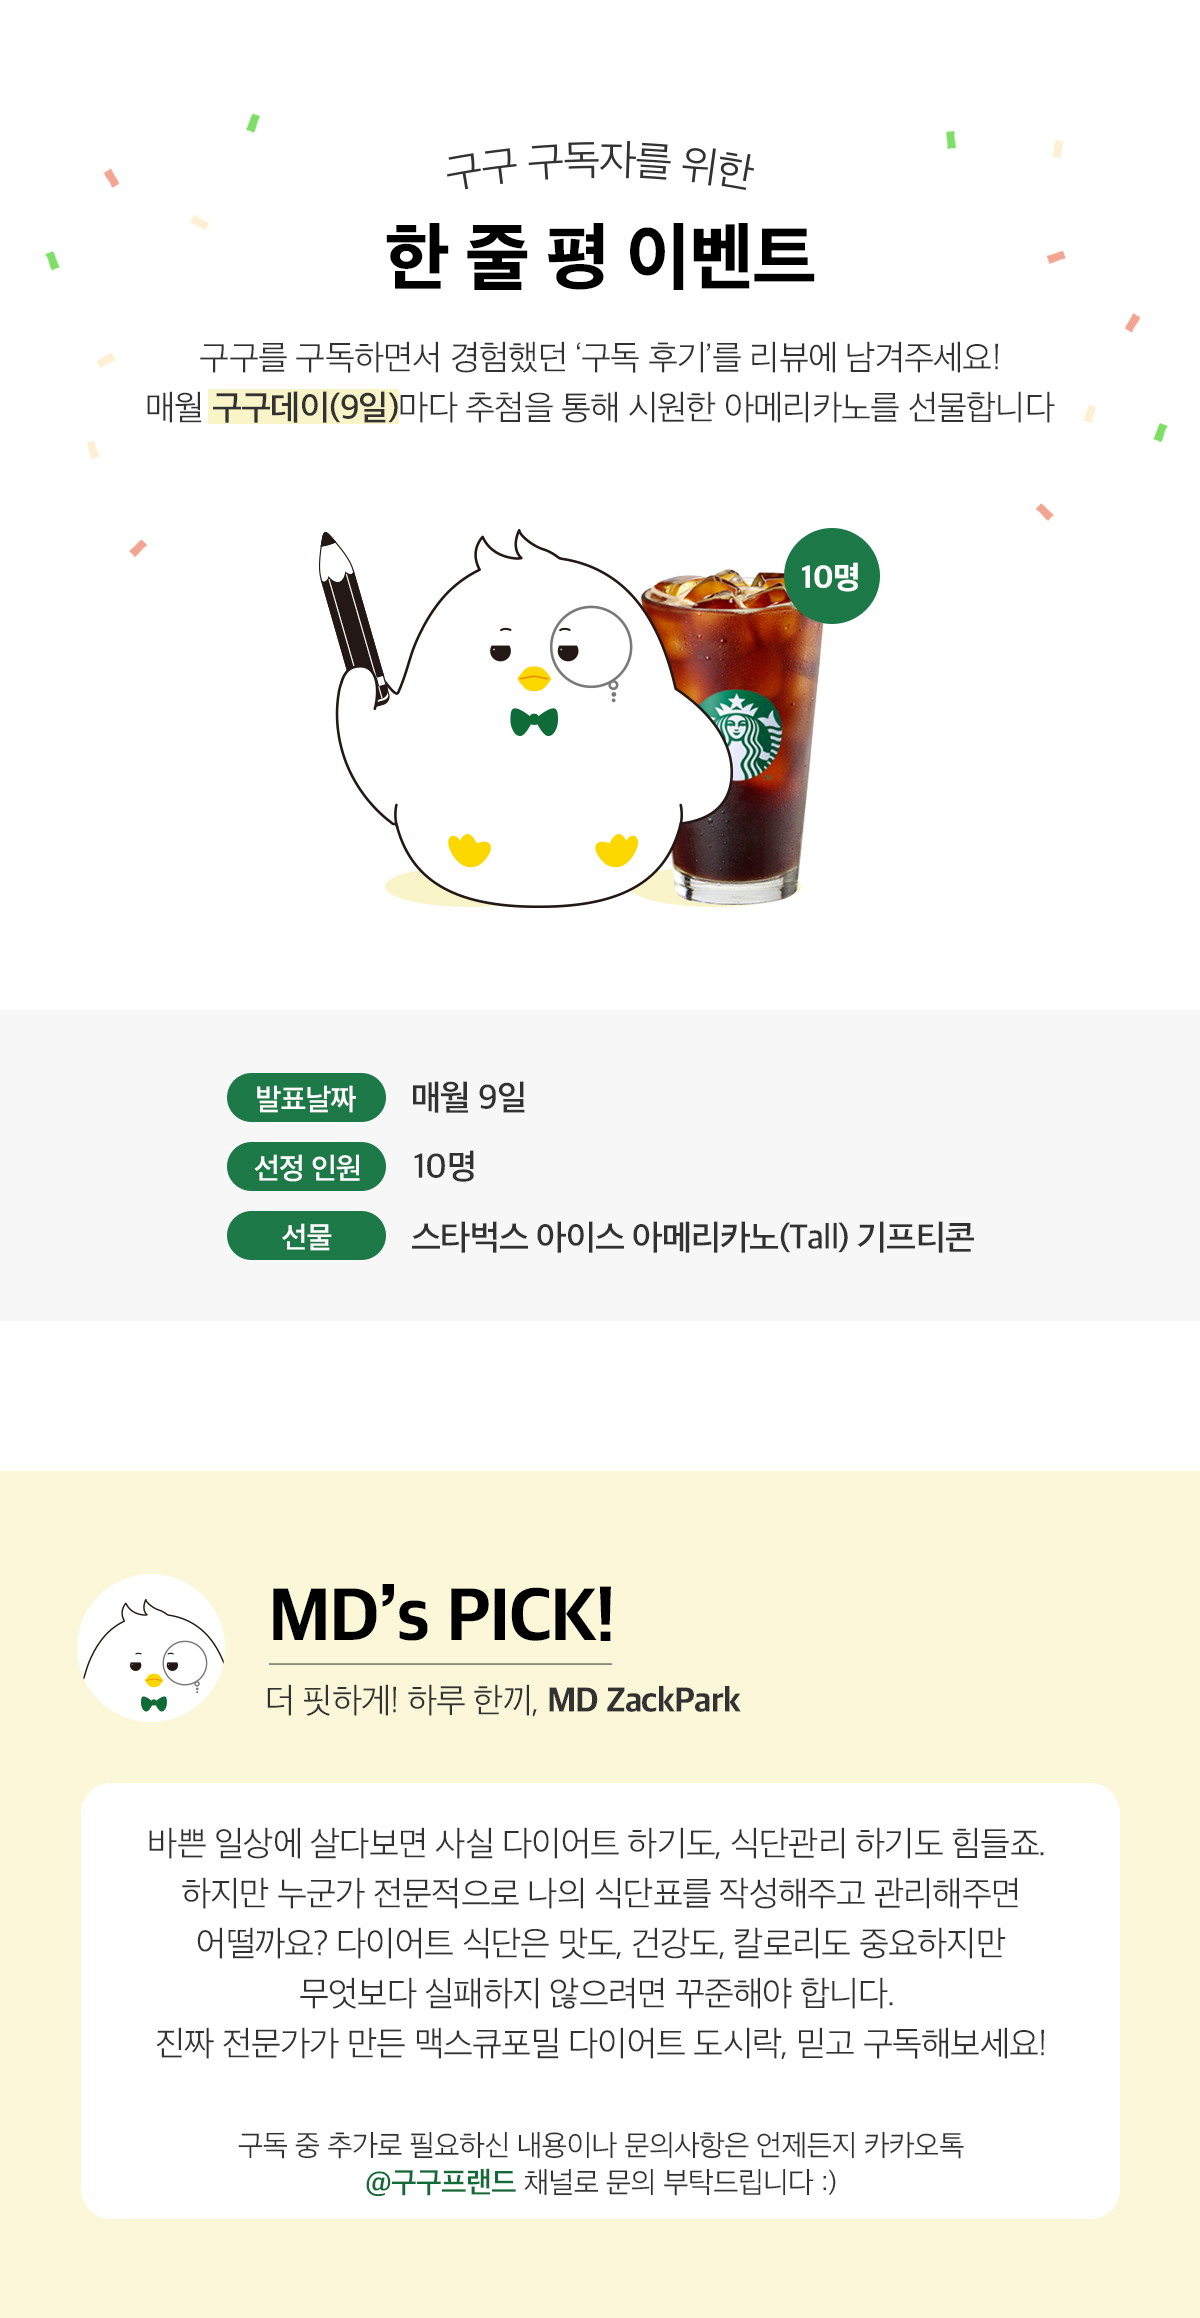 구구 구독자를 위한
한 줄 평 이벤트
구구를 구독하면서 경험했던 ‘구독 후기’를 리뷰에 남겨주세요!
매월 구구데이(9일)마다 추첨을 통해 시원한 아메리카노를 선물합니다
10명
발표날짜 매월 9일
선정 인원 10명
선물 스타벅스 아이스 아메리카노(Tall) 기프티콘
MD’s PICK!
더 핏하게! 하루 한끼, MD ZackPark
바쁜 일상에 살다보면 사실 다이어트 하기도, 식단관리 하기도 힘들죠.
하지만 누군가 전문적으로 나의 식단표를 작성해주고 관리해주면
어떨까요? 다이어트 식단은 맛도, 건강도, 칼로리도 중요하지만
무엇보다 실패하지 않으려면 꾸준해야 합니다.
진짜 전문가가 만든 맥스큐포밀 다이어트 도시락, 믿고 구독해보세요!
구독 중 추가로 필요하신 내용이나 문의사항은 언제든지 카카오톡
@구구프랜드 채널로 문의 부탁드립니다 :)